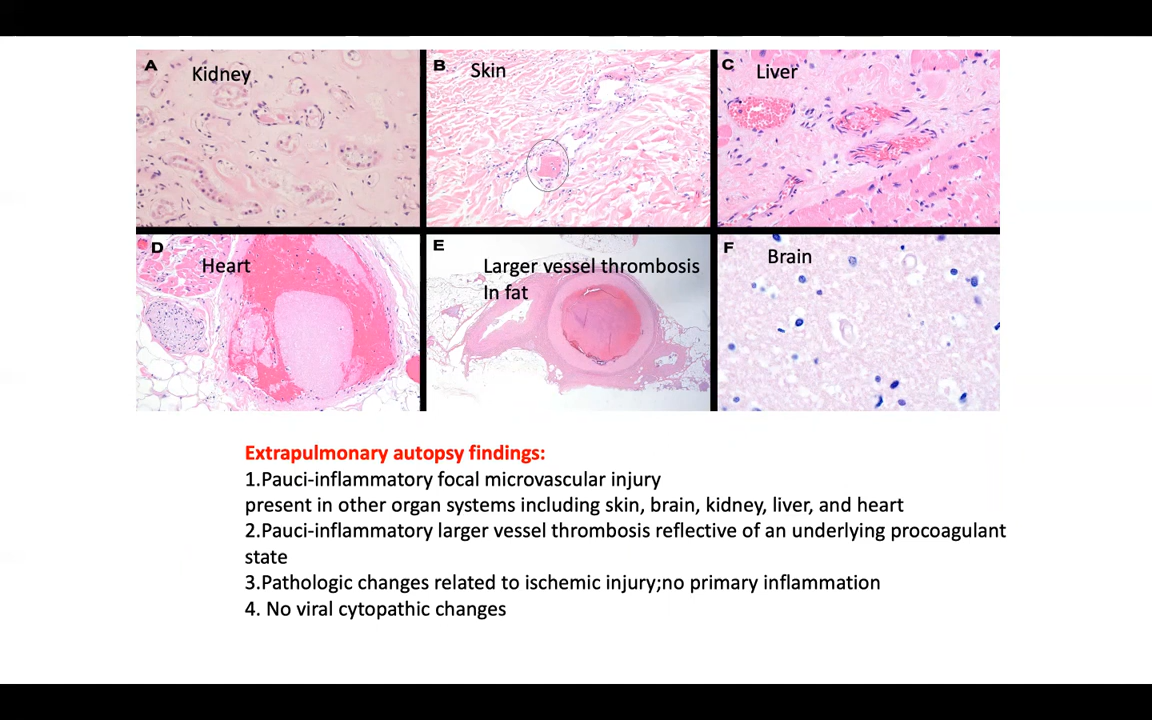 A
Kidney
B
Skin
C
Liver
D
Heart
E
Larger vessel thrombosis
In fat
F
Brain
Extrapulmonary autopsy findings:
1.Pauci-inflammatory focal microvascular injury
present in other organ systems including skin, brain, kidney, liver, and heart
2.Pauci-inflammatory larger vessel thrombosis reflective of an underlying procoagulant
state
3.Pathologic changes related to ischemic injury;no primary inflammation
4. No viral cytopathic changes